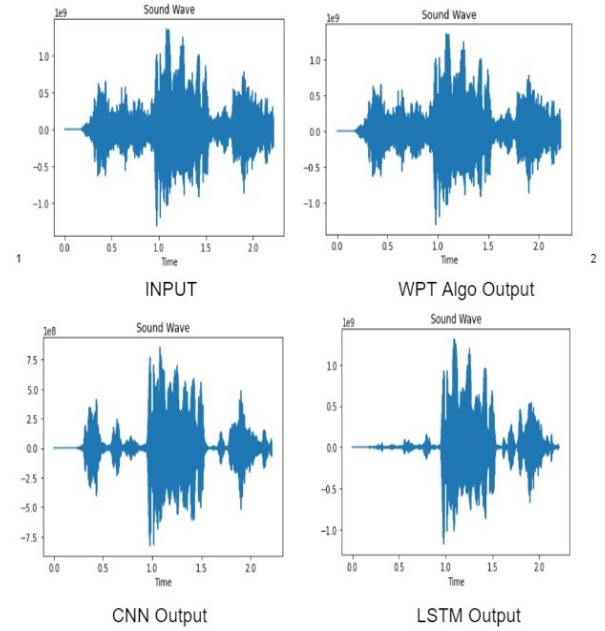 Sound Wave
1e9
1.0
0.5
0.0
−0.5
−1.0
0.0 0.5 1.0 1.5 2.0
Time
1
INPUT
Sound Wave
1e9
1.0
0.5
0.0
−0.5
−1.0
0.0 0.5 1.0 1.5 2.0
Time
2
WPT Algo Output
Sound Wave
1e8
7.5
5.0
2.5
0.0
−2.5
−5.0
−7.5
0.0 0.5 1.0 1.5 2.0
Time
CNN Output
Sound Wave
1e9
1.0
0.5
0.0
−0.5
−1.0
0.0 0.5 1.0 1.5 2.0
Time
LSTM Output